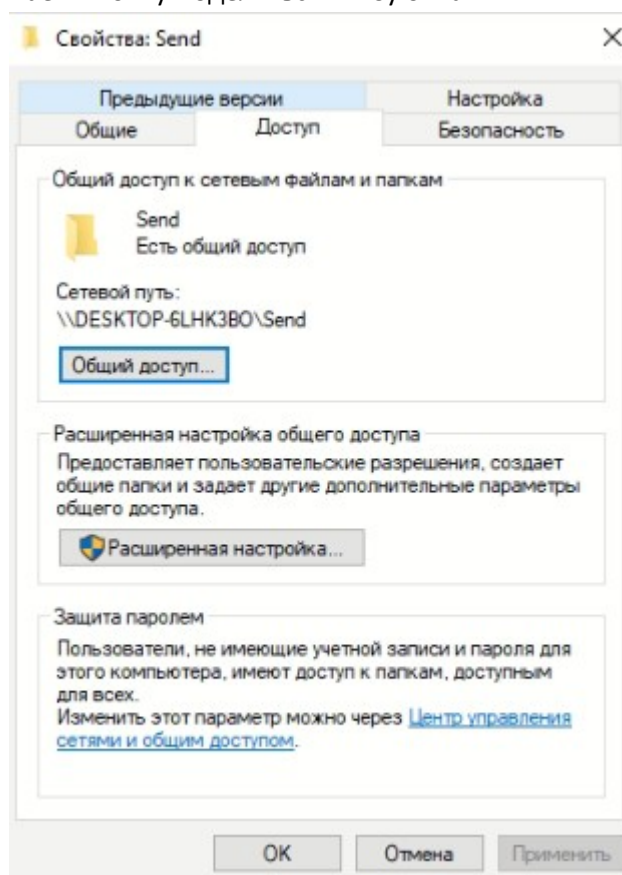 Свойства: Send
Предыдущие версии
Настройка
Общие
Доступ
Безопасность
Общий доступ к сетевым файлам и папкам
Send
Есть общий доступ
Сетевой путь:
\\DESKTOP-6LHK3BO\Send
Общий доступ...
Расширенная настройка общего доступа
Предоставляет пользовательские разрешения, создает
общие папки и задает другие дополнительные параметры
общего доступа.
Расширенная настройка...
Защита паролем
Пользователи, не имеющие учетной записи и пароля для
этого компьютера, имеют доступ к папкам, доступным
для всех.
Изменить этот параметр можно через Центр управления
сетями и общим доступом.
OK
Отмена
Применить